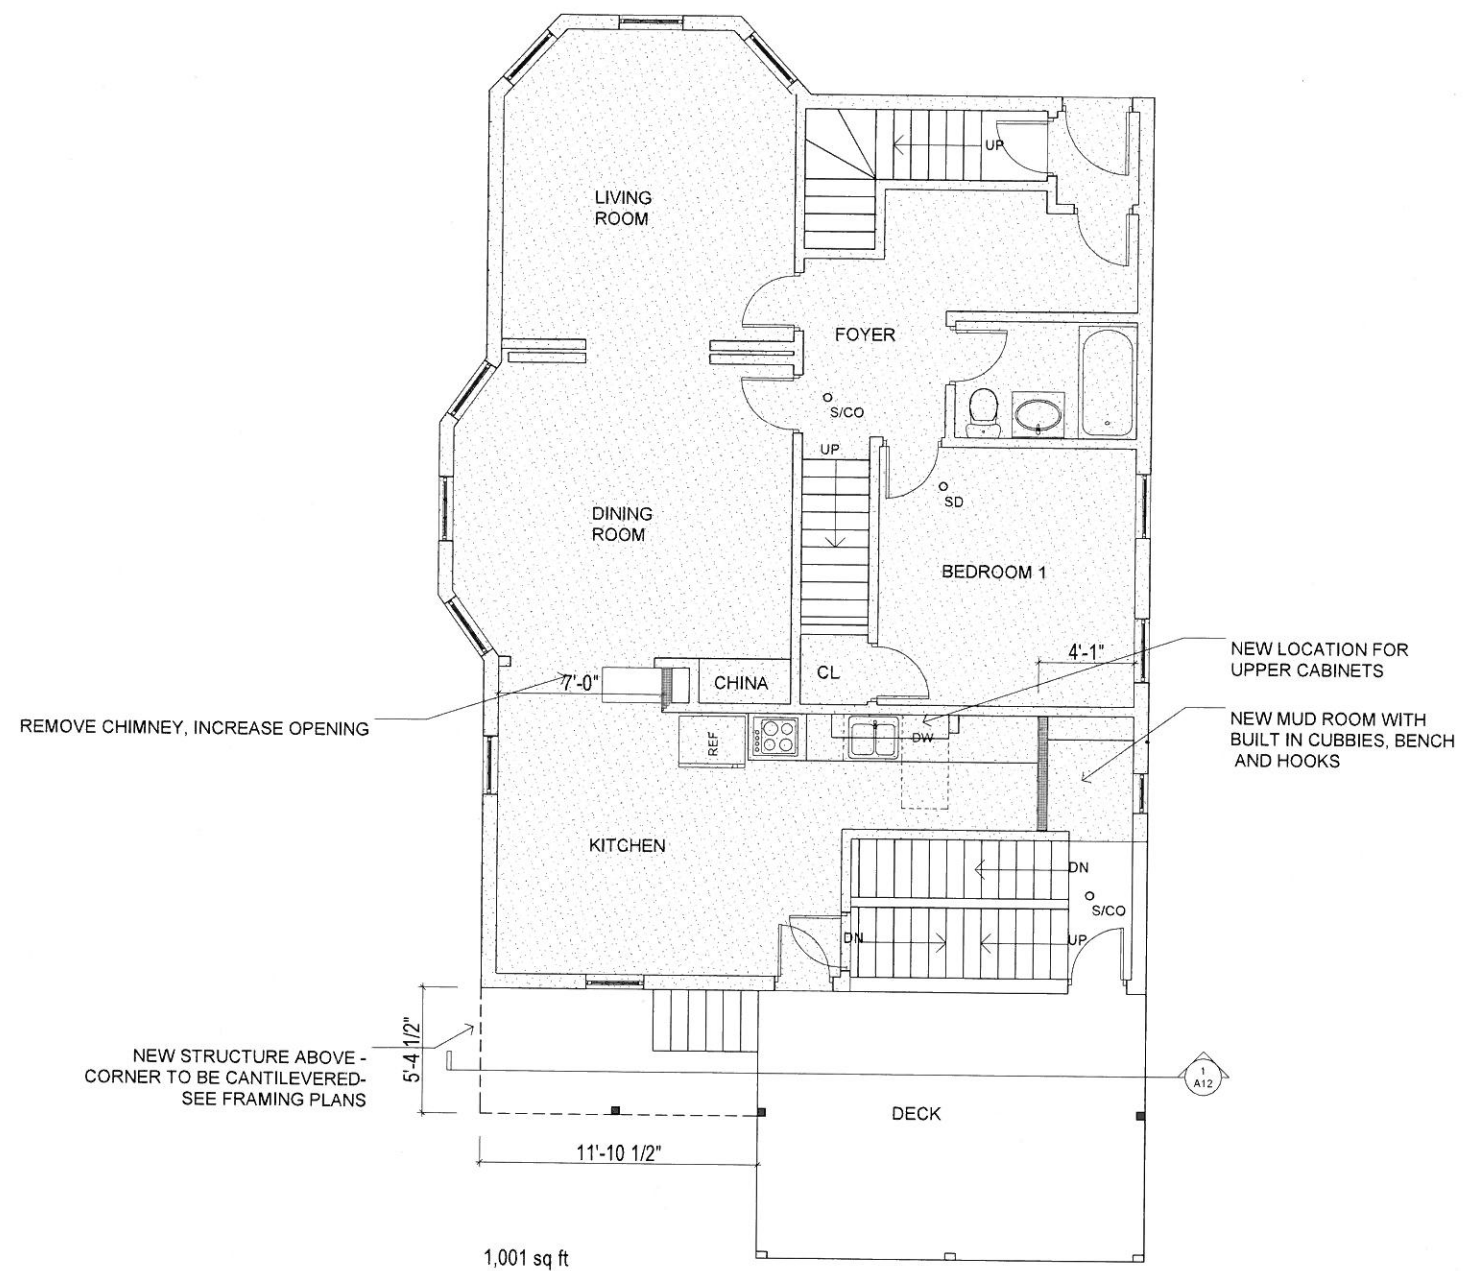 UP
LIVING
ROOM
FOYER
S/CO
UP
SD
DINING
ROOM
BEDROOM 1
4'-1"
NEW LOCATION FOR
UPPER CABINETS
CL
CHINA
7'-0"
REMOVE CHIMNEY, INCREASE OPENING
NEW MUD ROOM WITH
BUILT IN CUBBIES, BENCH
AND HOOKS
REF
DW
KITCHEN
DN
S/CO
DN
UP
5'-4 1/2"
NEW STRUCTURE ABOVE -
CORNER TO BE CANTILEVERED-
SEE FRAMING PLANS
1
A12
DECK
11'-10 1/2"
1,001 sq ft